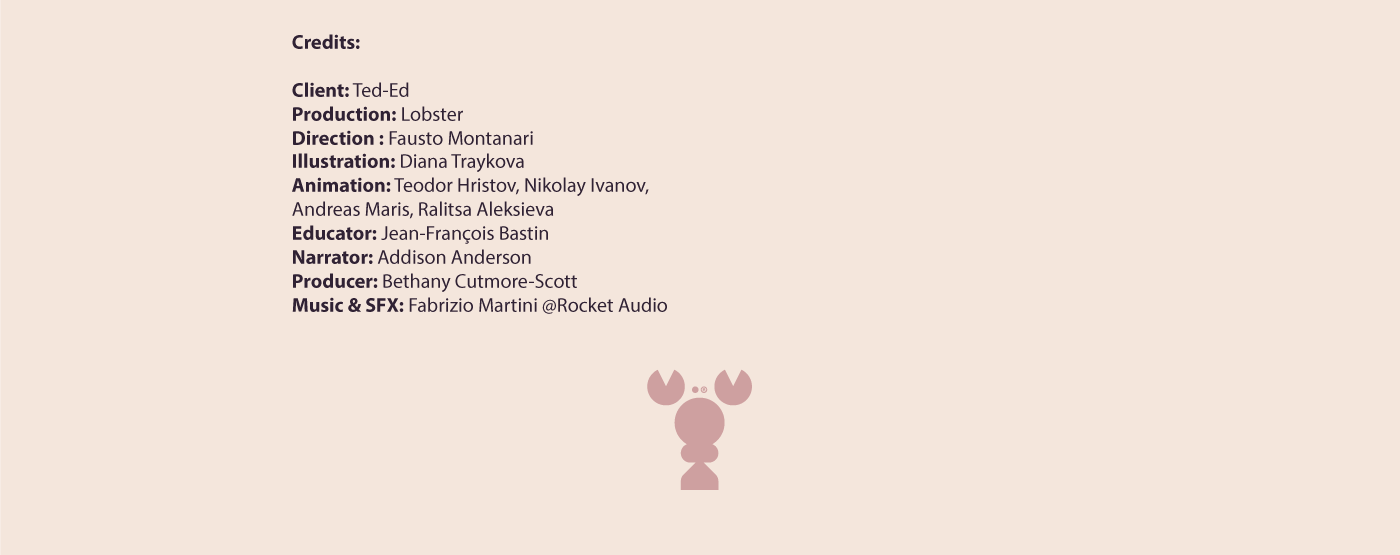 Credits:
Client: Ted-Ed
Production: Lobster
Direction : Fausto Montanari
Illustration: Diana Traykova
Animation: Teodor Hristov, Nikolay Ivanov,
Andreas Maris, Ralitsa Aleksieva
Educator: Jean-François Bastin
Narrator: Addison Anderson
Producer: Bethany Cutmore-Scott
Music & SFX: Fabrizio Martini @Rocket Audio